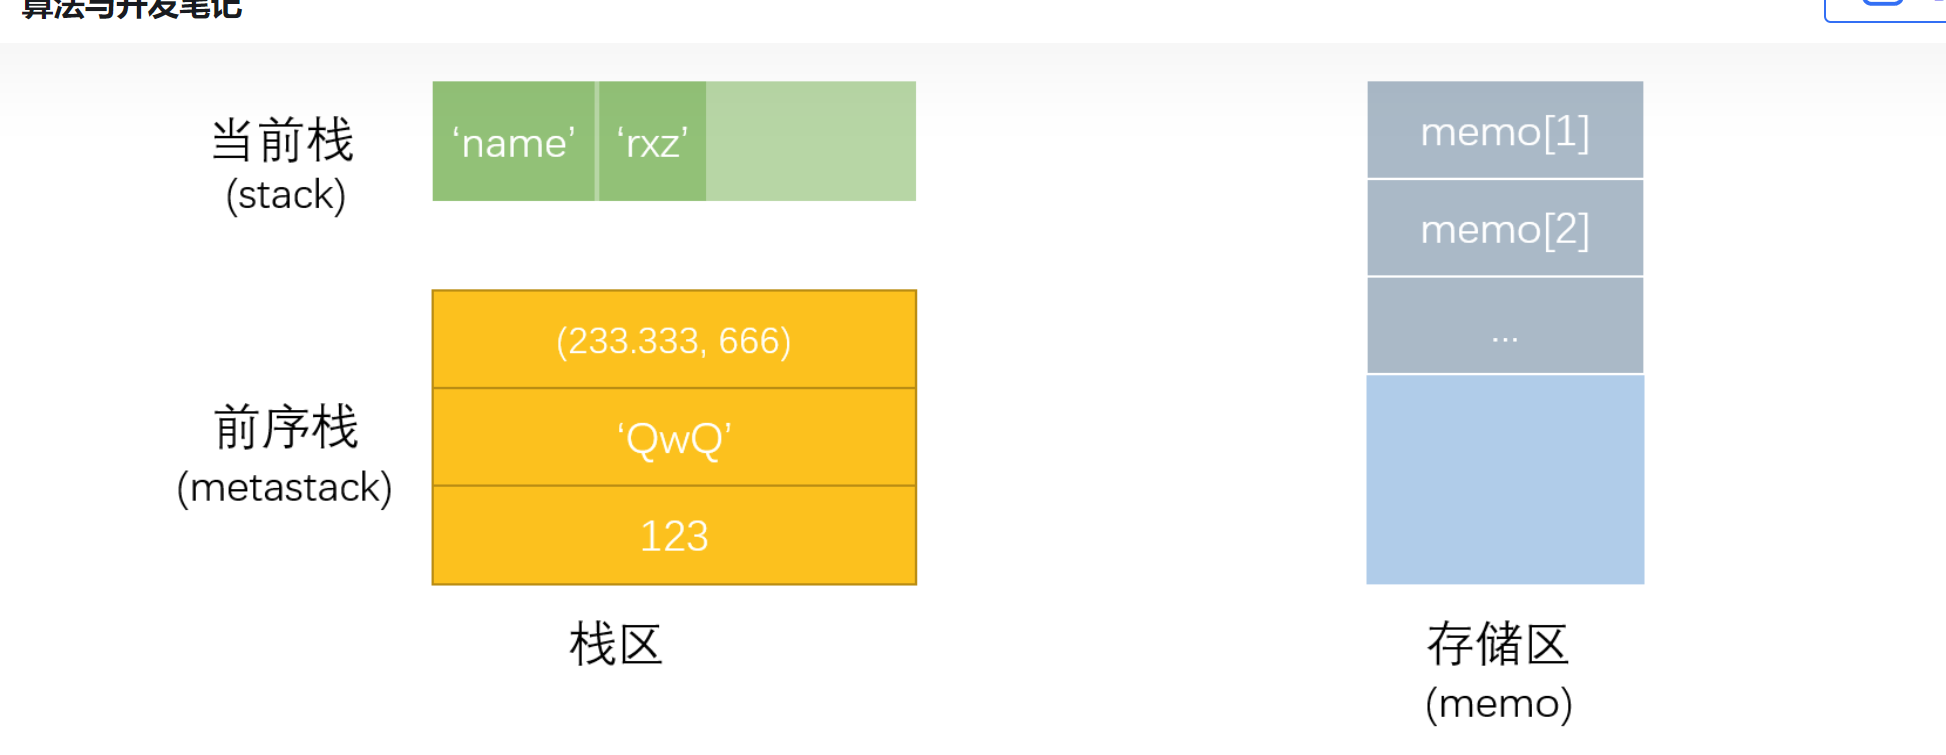 算法与开发笔记
当前栈
(stack)
‘name’
‘rxz’
前序栈
(metastack)
(233.333, 666)
‘QwQ’
123
栈区
memo[1]
memo[2]
...
存储区
(memo)